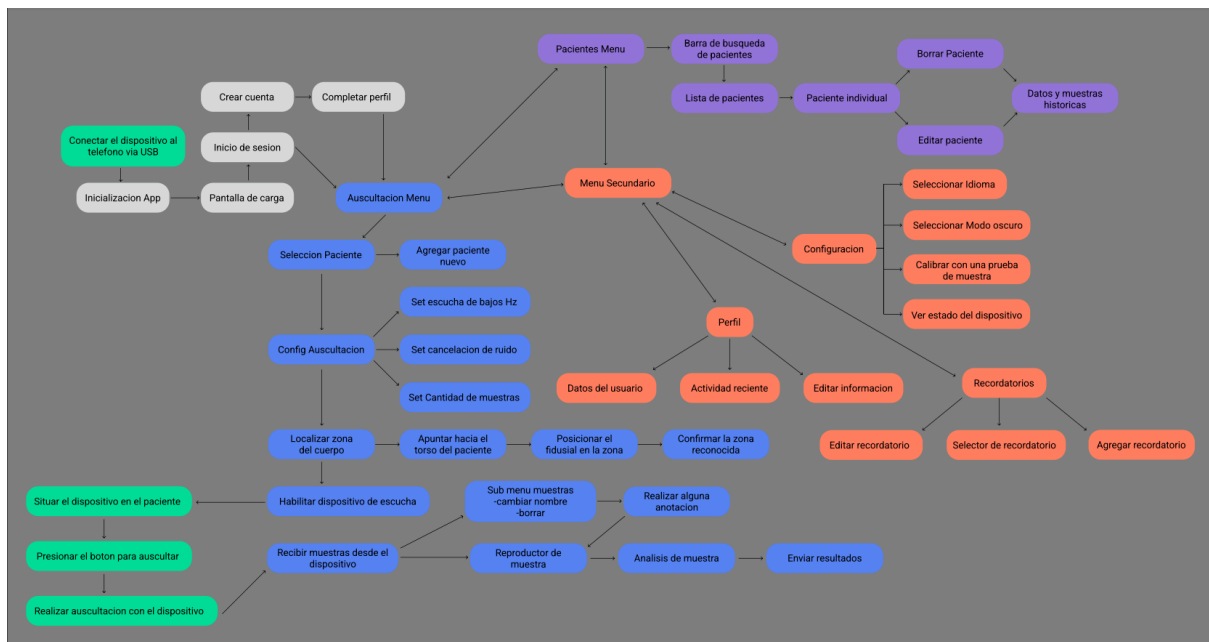 Pacientes Menu
Barra de busqueda
de pacientes
Borrar Paciente
Crear cuenta
Completar perfil
Lista de pacientes
Paciente individual
Datos y muestras
historicas
Conectar el dispositivo al
telefono via USB
Inicio de sesion
Editar paciente
Inicializacion App
Pantalla de carga
Auscultacion Menu
Menu Secundario
Seleccionar Idioma
Seleccionar Modo oscuro
Seleccion Paciente
Agregar paciente
nuevo
Configuracion
Calibrar con una prueba
de muestra
Set escucha de bajos Hz
Ver estado del dispositivo
Perfil
Config Auscultacion
Set cancelacion de ruido
Datos del usuario
Actividad reciente
Editar informacion
Recordatorios
Set Cantidad de muestras
Localizar zona
del cuerpo
Apuntar hacia el
torso del paciente
Posicionar el
fidusial en la zona
Confirmar la zona
reconocida
Editar recordatorio
Selector de recordatorio
Agregar recordatorio
Situar el dispositivo en el paciente
Habilitar dispositivo de escucha
Sub menu muestras
-cambiar nombre
-borrar
Realizar alguna
anotacion
Presionar el boton para auscultar
Recibir muestras desde el
dispositivo
Reproductor de
muestra
Analisis de muestra
Enviar resultados
Realizar auscultacion con el dispositivo